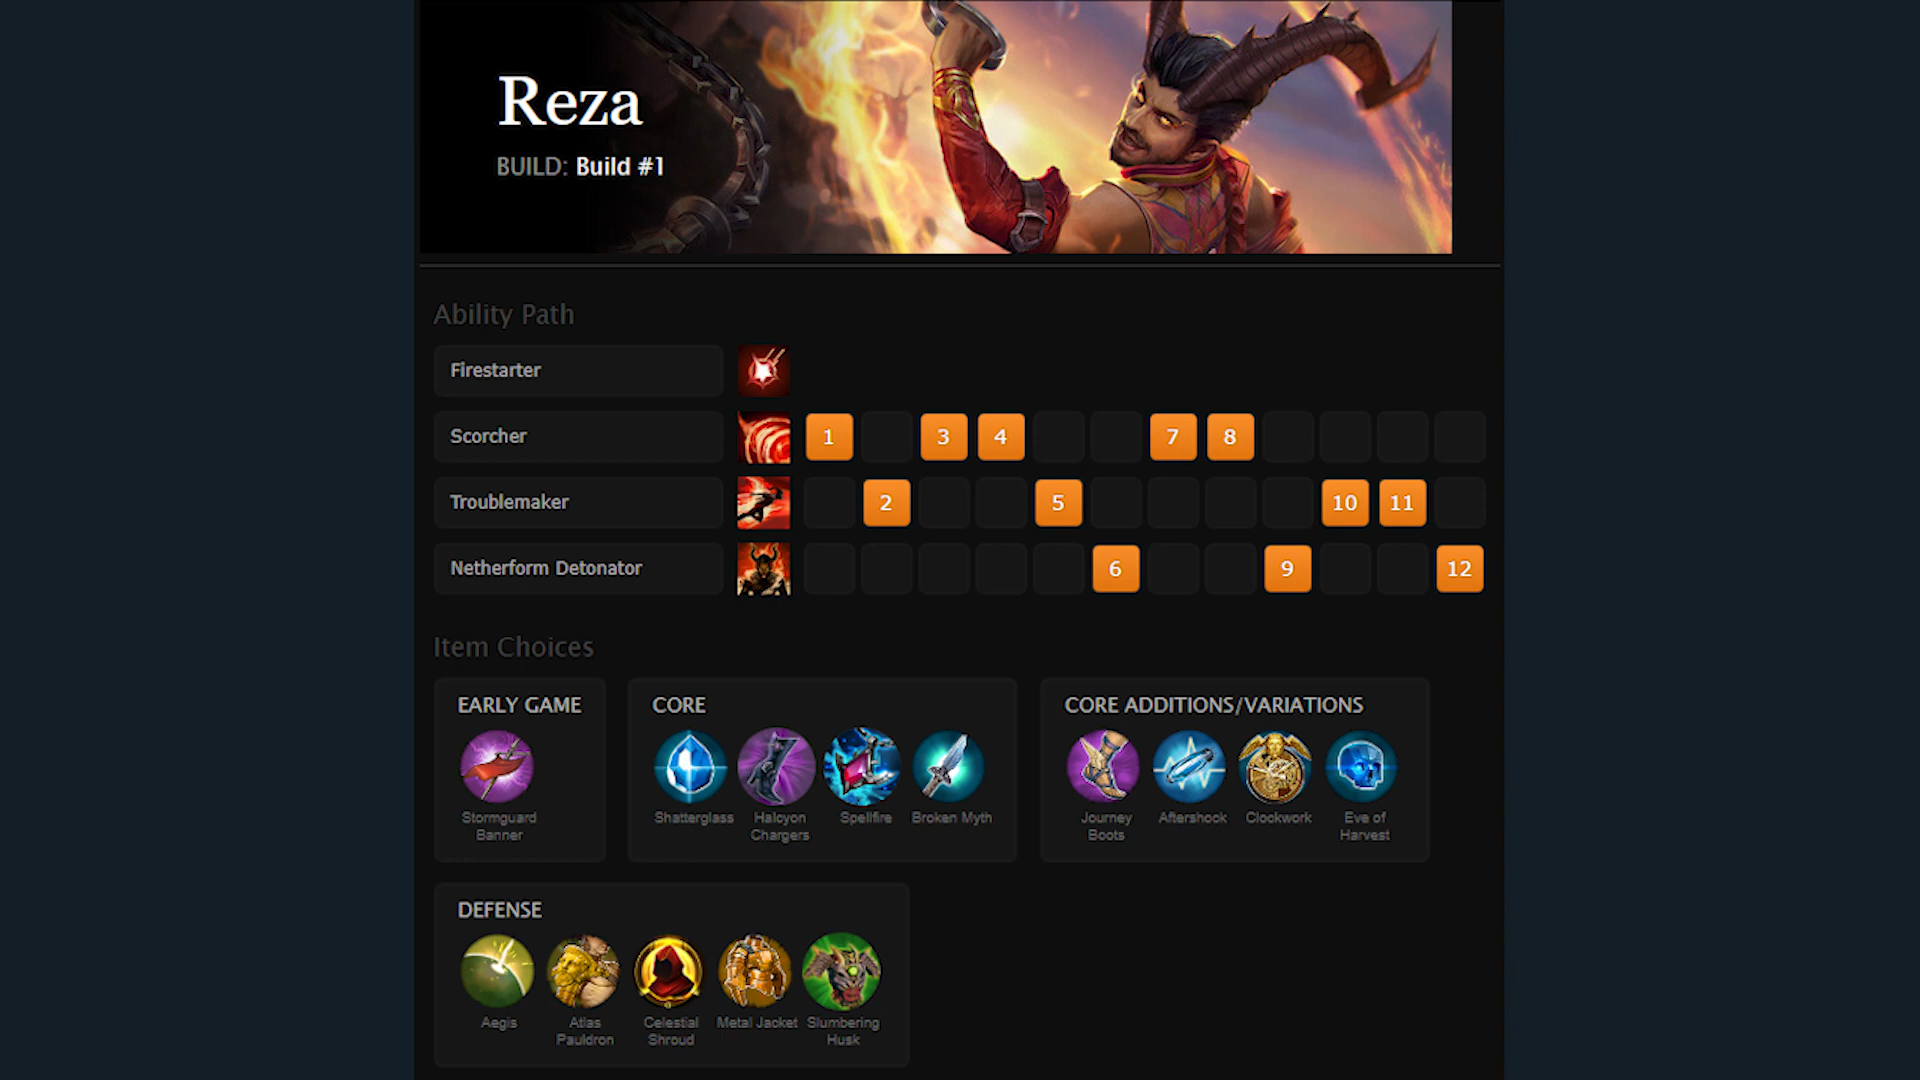 Reza
BUILD: Build #1
Ability Path
Firestarter
Scorcher 1 3 4 7 8
Troublemaker 2 5 10 11
Netherform Detonator 6 9 12
Item Choices
EARLY GAME
Stormguard
Banner
CORE
Shatterglass
Halcyon
Chargers
Spellfire
Broken Myth
CORE ADDITIONS/VARIATIONS
Journey
Boots
Aftershock
Clockwork
Eve of
Harvest
DEFENSE
Aegis
Atlas
Pauldron
Celestial
Shroud
Metal Jacket
Slumbering
Husk